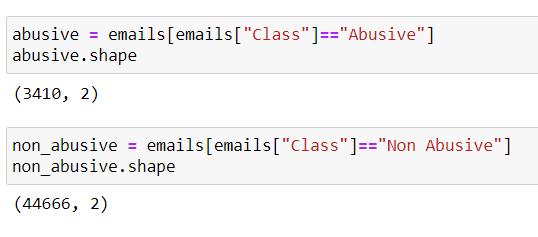 abusive = emails[emails["Class"]=="Abusive"]
abusive.shape
(3410, 2)
non_abusive = emails[emails["Class"]=="Non Abusive"]
non_abusive.shape
(44666, 2)